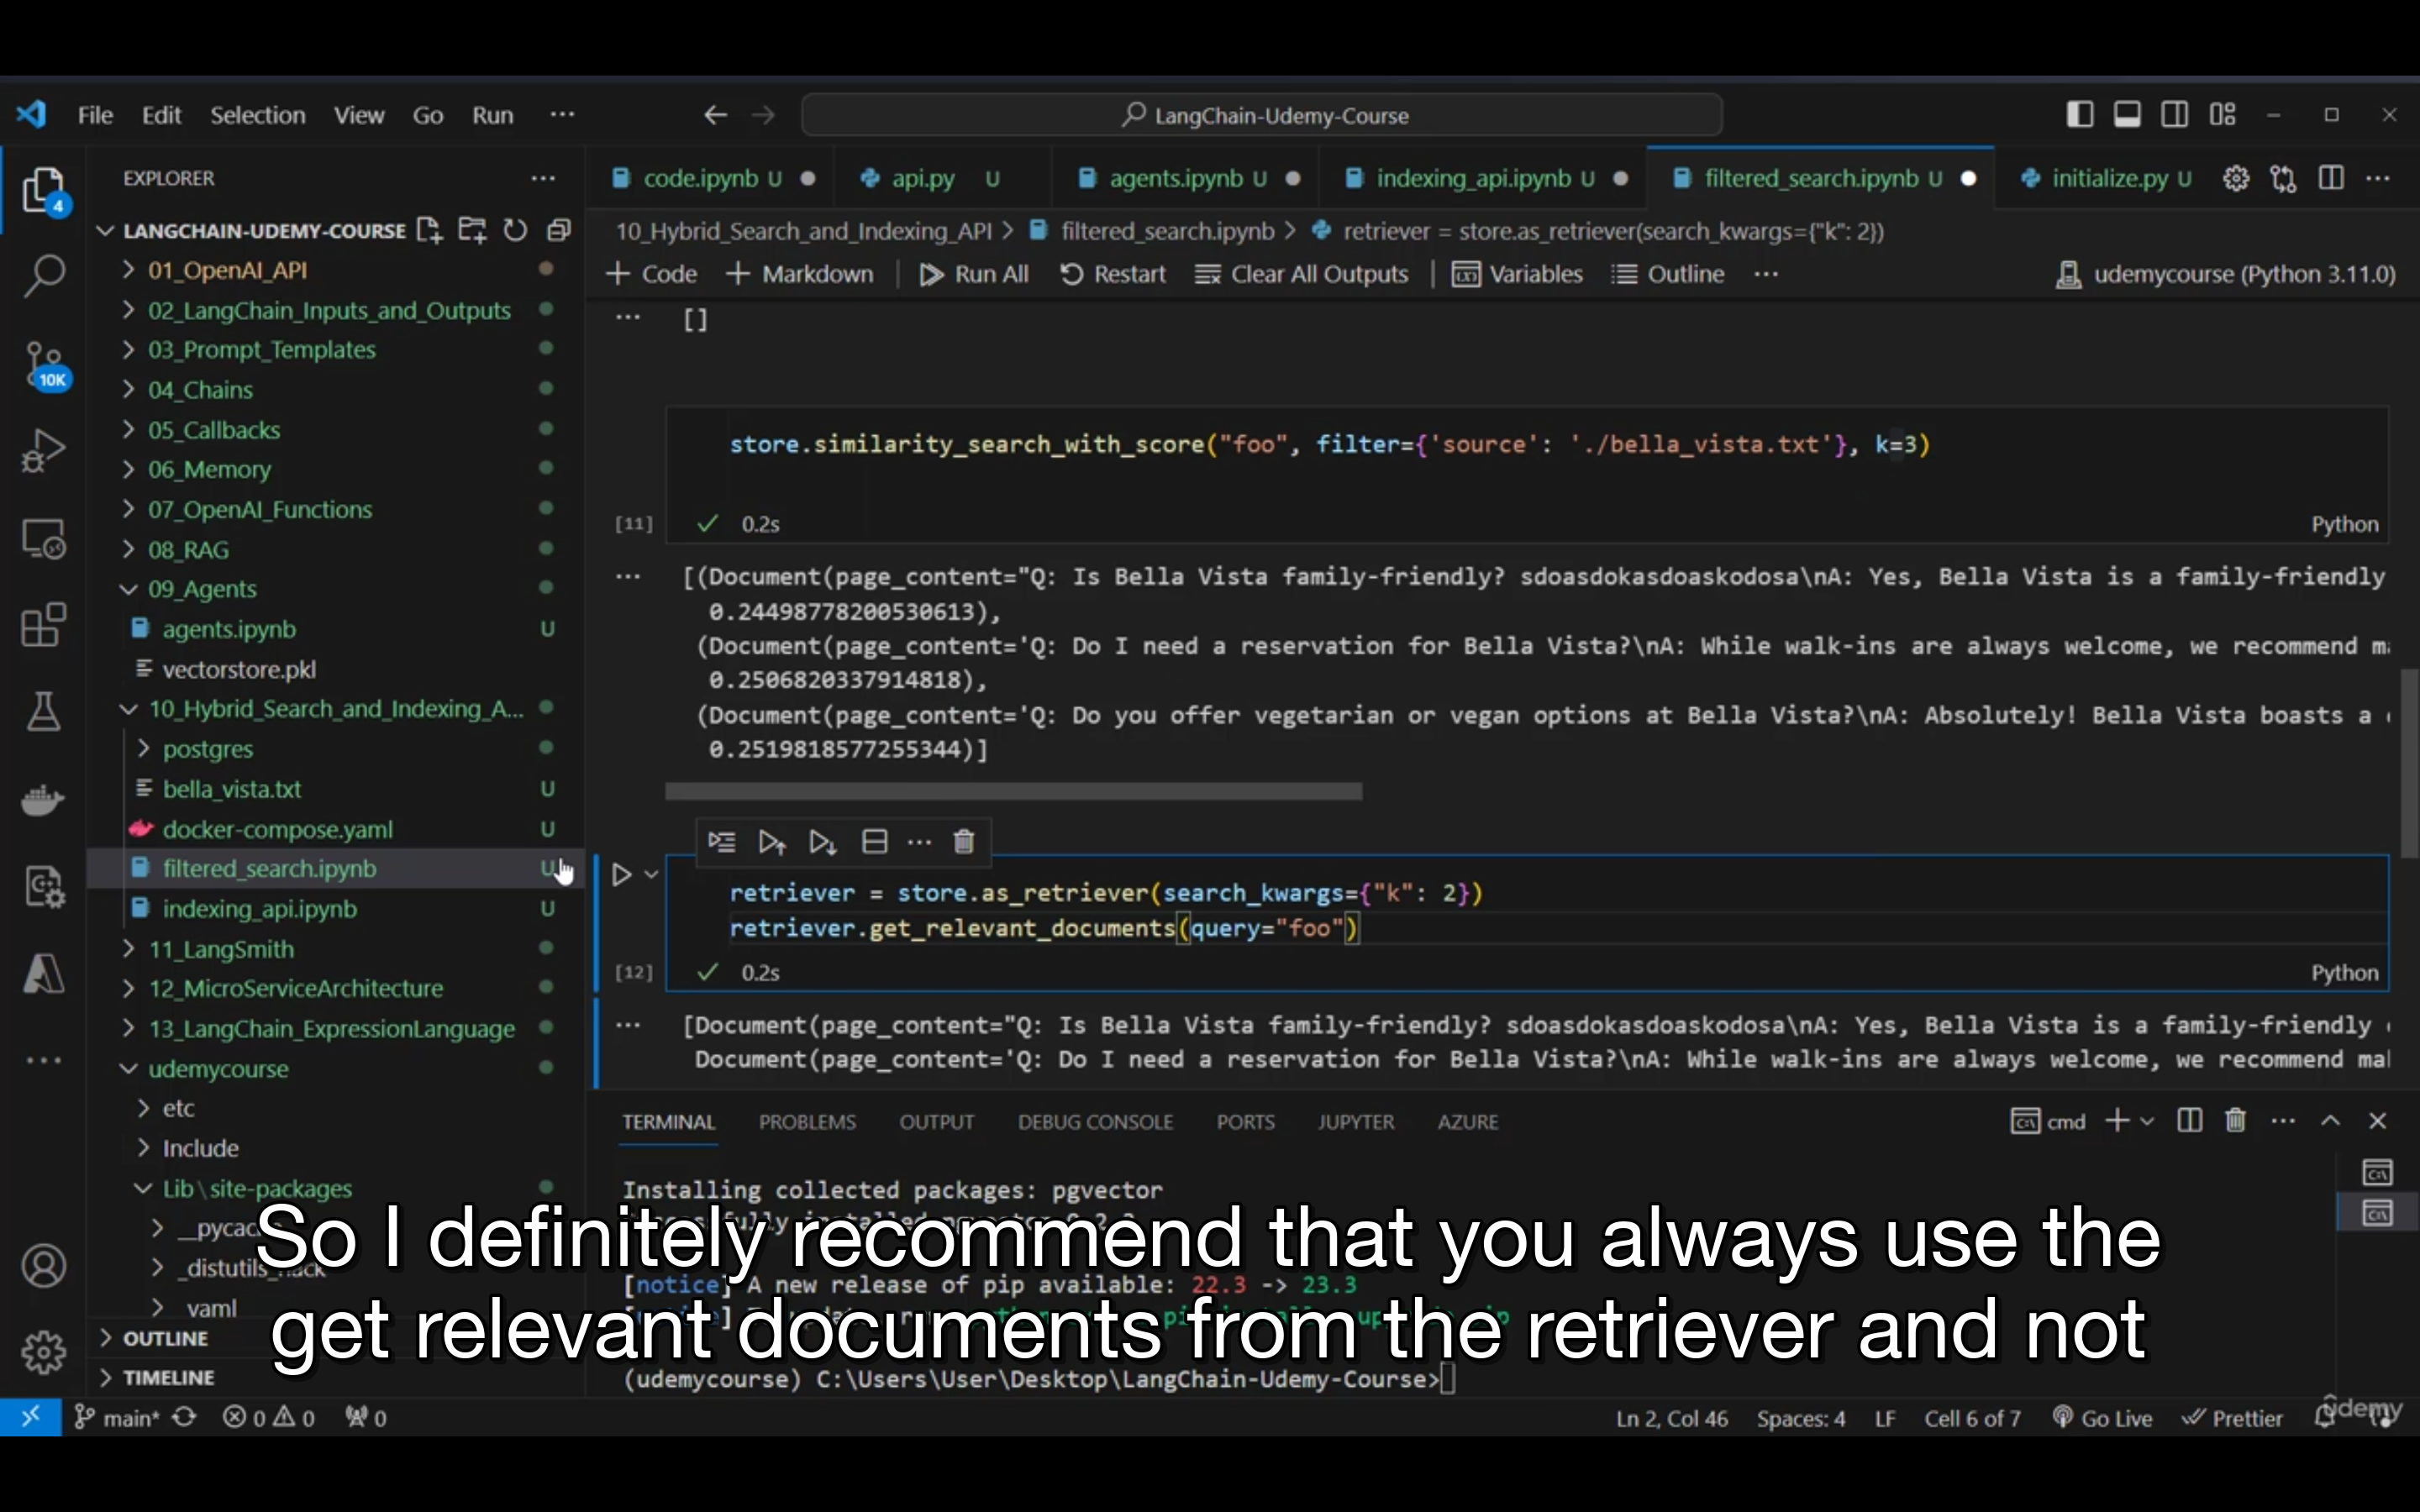 File Edit Selection View Go Run ··· LangChain-Udemy-Course
EXPLORER ···
4
10K
LANGCHAIN-UDEMY-COURSE
01_OpenAI_API
02_LangChain_Inputs_and_Outputs
03_Prompt_Templates
04_Chains
05_Callbacks
06_Memory
07_OpenAI_Functions
08_RAG
09_Agents
agents.ipynb U
vectorstore.pkl
10_Hybrid_Search_and_Indexing_A...
postgres
bella_vista.txt U
docker-compose.yaml U
filtered_search.ipynb U
indexing_api.ipynb U
11_LangSmith
12_MicroServiceArchitecture
13_LangChain_ExpressionLanguage
udemycourse
etc
Include
Lib\site-packages
OUTLINE
TIMELINE
code.ipynb U api.py U agents.ipynb U indexing_api.ipynb U filtered_search.ipynb U initialize.py U ···
10_Hybrid_Search_and_Indexing_API > filtered_search.ipynb > retriever = store.as_retriever(search_kwargs={"k": 2})
+ Code + Markdown Run All Restart Clear All Outputs Variables Outline ··· udemycourse (Python 3.11.0)
··· []
store.similarity_search_with_score("foo", filter={'source': './bella_vista.txt'}, k=3)
[11] 0.2s Python
··· [(Document(page_content="Q: Is Bella Vista family-friendly? sdoasdokasdoaskodosa\nA: Yes, Bella Vista is a family-friendly
0.24498778200530613),
(Document(page_content='Q: Do I need a reservation for Bella Vista?\nA: While walk-ins are always welcome, we recommend
0.2506820337914818),
(Document(page_content='Q: Do you offer vegetarian or vegan options at Bella Vista?\nA: Absolutely! Bella Vista boasts a
0.2519818577255344)]
retriever = store.as_retriever(search_kwargs={"k": 2})
retriever.get_relevant_documents(query="foo")
[12] 0.2s Python
··· [Document(page_content="Q: Is Bella Vista family-friendly? sdoasdokasdoaskodosa\nA: Yes, Bella Vista is a family-friendly
Document(page_content='Q: Do I need a reservation for Bella Vista?\nA: While walk-ins are always welcome, we recommend
TERMINAL PROBLEMS OUTPUT DEBUG CONSOLE PORTS JUPYTER AZURE cmd
Installing collected packages: pgvector
[notice] A new release of pip available: 22.3 -> 23.3
So I definitely recommend that you always use the
get relevant documents from the retriever and not
(udemycourse) C:\Users\User\Desktop\LangChain-Udemy-Course>
main* 0 0 0 Ln 2, Col 46 Spaces: 4 LF Cell 6 of 7 Go Live Prettier
udemy